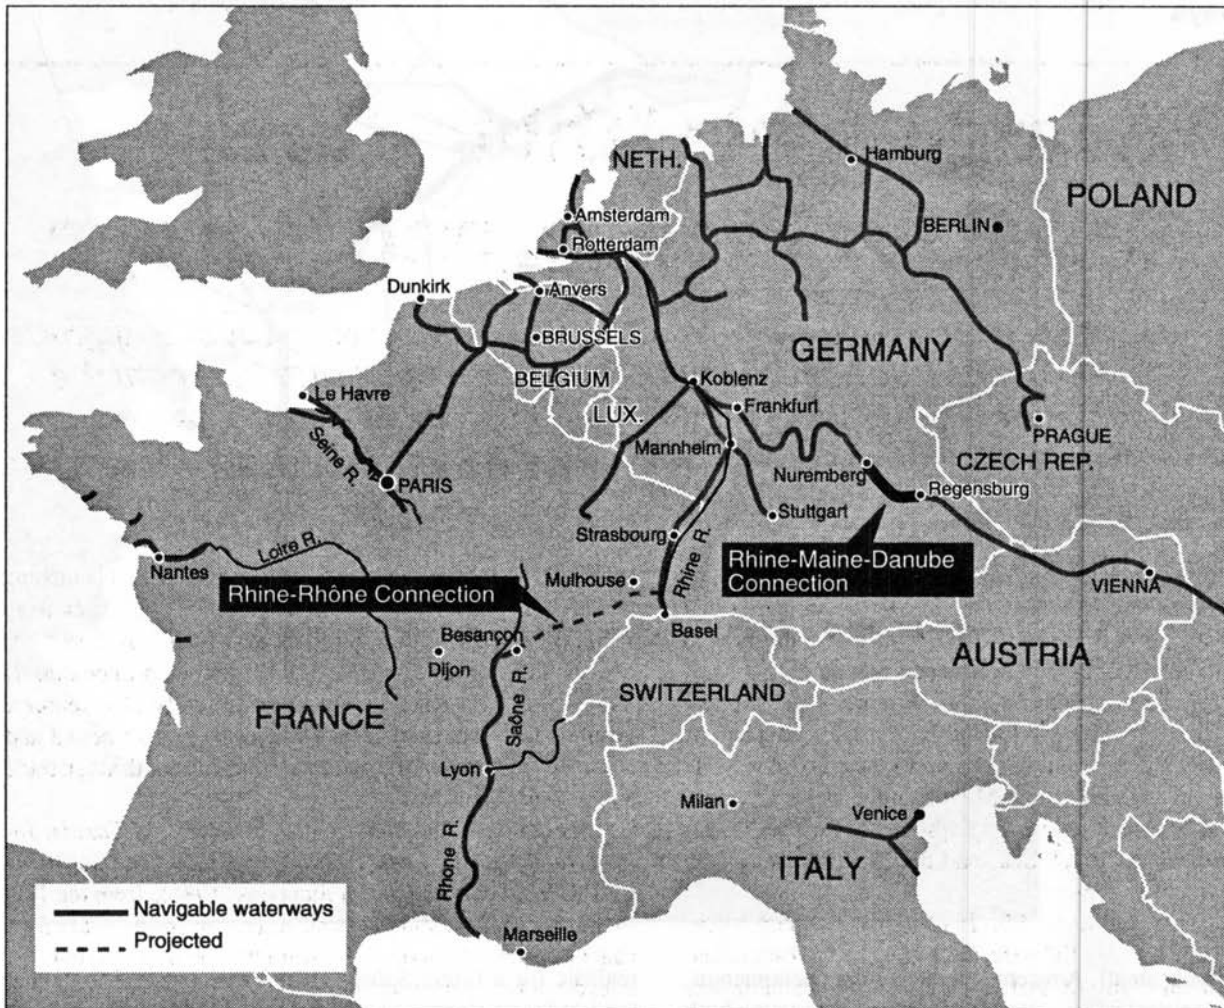 Hamburg
NETH.
POLAND
Amsterdam
BERLIN
Rotterdam
Dunkirk
Anvers
BRUSSELS
GERMANY
BELGIUM
Koblenz
Le Havre
LUX.
Frankfurt
Seine R.
Mannheim
PRAGUE
CZECH REP.
Nuremberg
PARIS
Regensburg
Stuttgart
Strasbourg
Loire R.
Rhine R.
Nantes
Rhine-Maine-Danube
Connection
Mulhouse
VIENNA
Rhine-Rhône Connection
Basel
Besançon
Dijon
AUSTRIA
SWITZERLAND
FRANCE
Saône R.
Lyon
Milan
Venice
Rhone R.
ITALY
Navigable waterways
Projected
Marseille